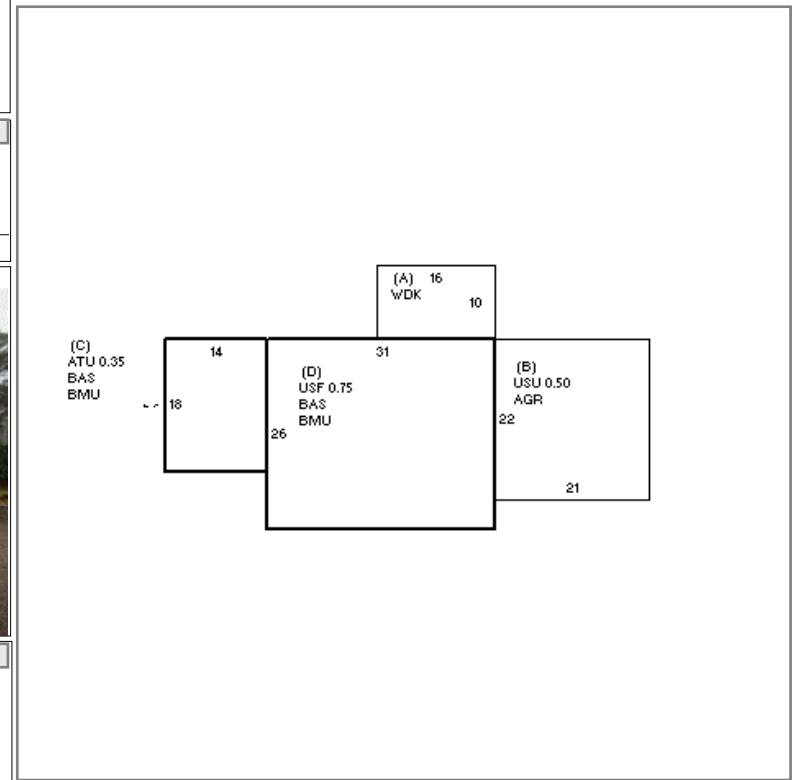 (A) 16
WDK
10
(C)
ATU 0.35
BAS
BMU
14
18
31
(D)
USF 0.75
BAS
BMU
26
(B)
USU 0.50
AGR
22
21